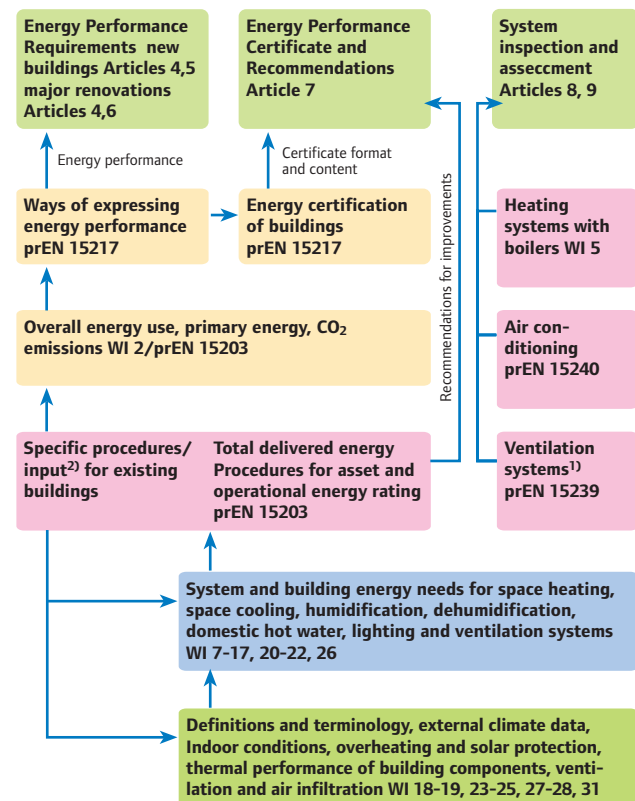 Energy Performance
Requirements new
buildings Articles 4,5
major renovations
Articles 4,6
Energy Performance
Certificate and
Recommendations
Article 7
System
inspection and
aseccment
Articles 8, 9
Energy performance
Certificate format
and content
Ways of expressing
energy performance
prEN 15217
Energy certification
of buildings
prEN 15217
Recommendations for improvements
Heating
systems with
boilers WI 5
Overall energy use, primary energy, CO2
emissions WI 2/prEN 15203
Air con-
ditioning
prEN 15240
Specific procedures/
input2) for existing
buildings
Total delivered energy
Procedures for asset and
operational energy rating
prEN 15203
Ventilation
systems1)
prEN 15239
System and building energy needs for space heating,
space cooling, humidification, dehumidification,
domestic hot water, lighting and ventilation systems
WI 7-17, 20-22, 26
Definitions and terminology, external climate data,
Indoor conditions, overheating and solar protection,
thermal performance of building components, venti-
lation and air infiltration WI 18-19, 23-25, 27-28, 31